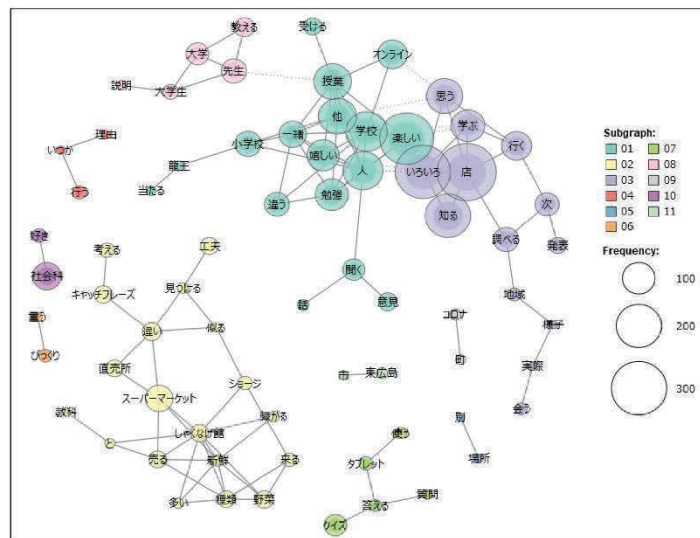 教える
受ける
大学
オンライン
先生
説明
大学生
授業
思う
他
学校
楽しい
学ぶ
行く
理由
いつか
行う
小学校
一緒
嬉しい
人
いろいろ
店
龍王
当たる
違う
勉強
知る
次
調べる
発表
好き
社会科
考える
工夫
キャッチフレーズ
見つける
聞く
話
意見
地域
様子
コロナ
町
実際
会う
言う
びっくり
違い
似る
直売所
スーパーマーケット
ショージ
市
東広島
教科
と
しゃくなげ館
売る
新鮮
来る
多い
種類
野菜
別
場所
使う
タブレット
答える
質問
クイズ
Subgraph:
01 07
02 08
03 09
04 10
05 11
06
Frequency:
100
200
300